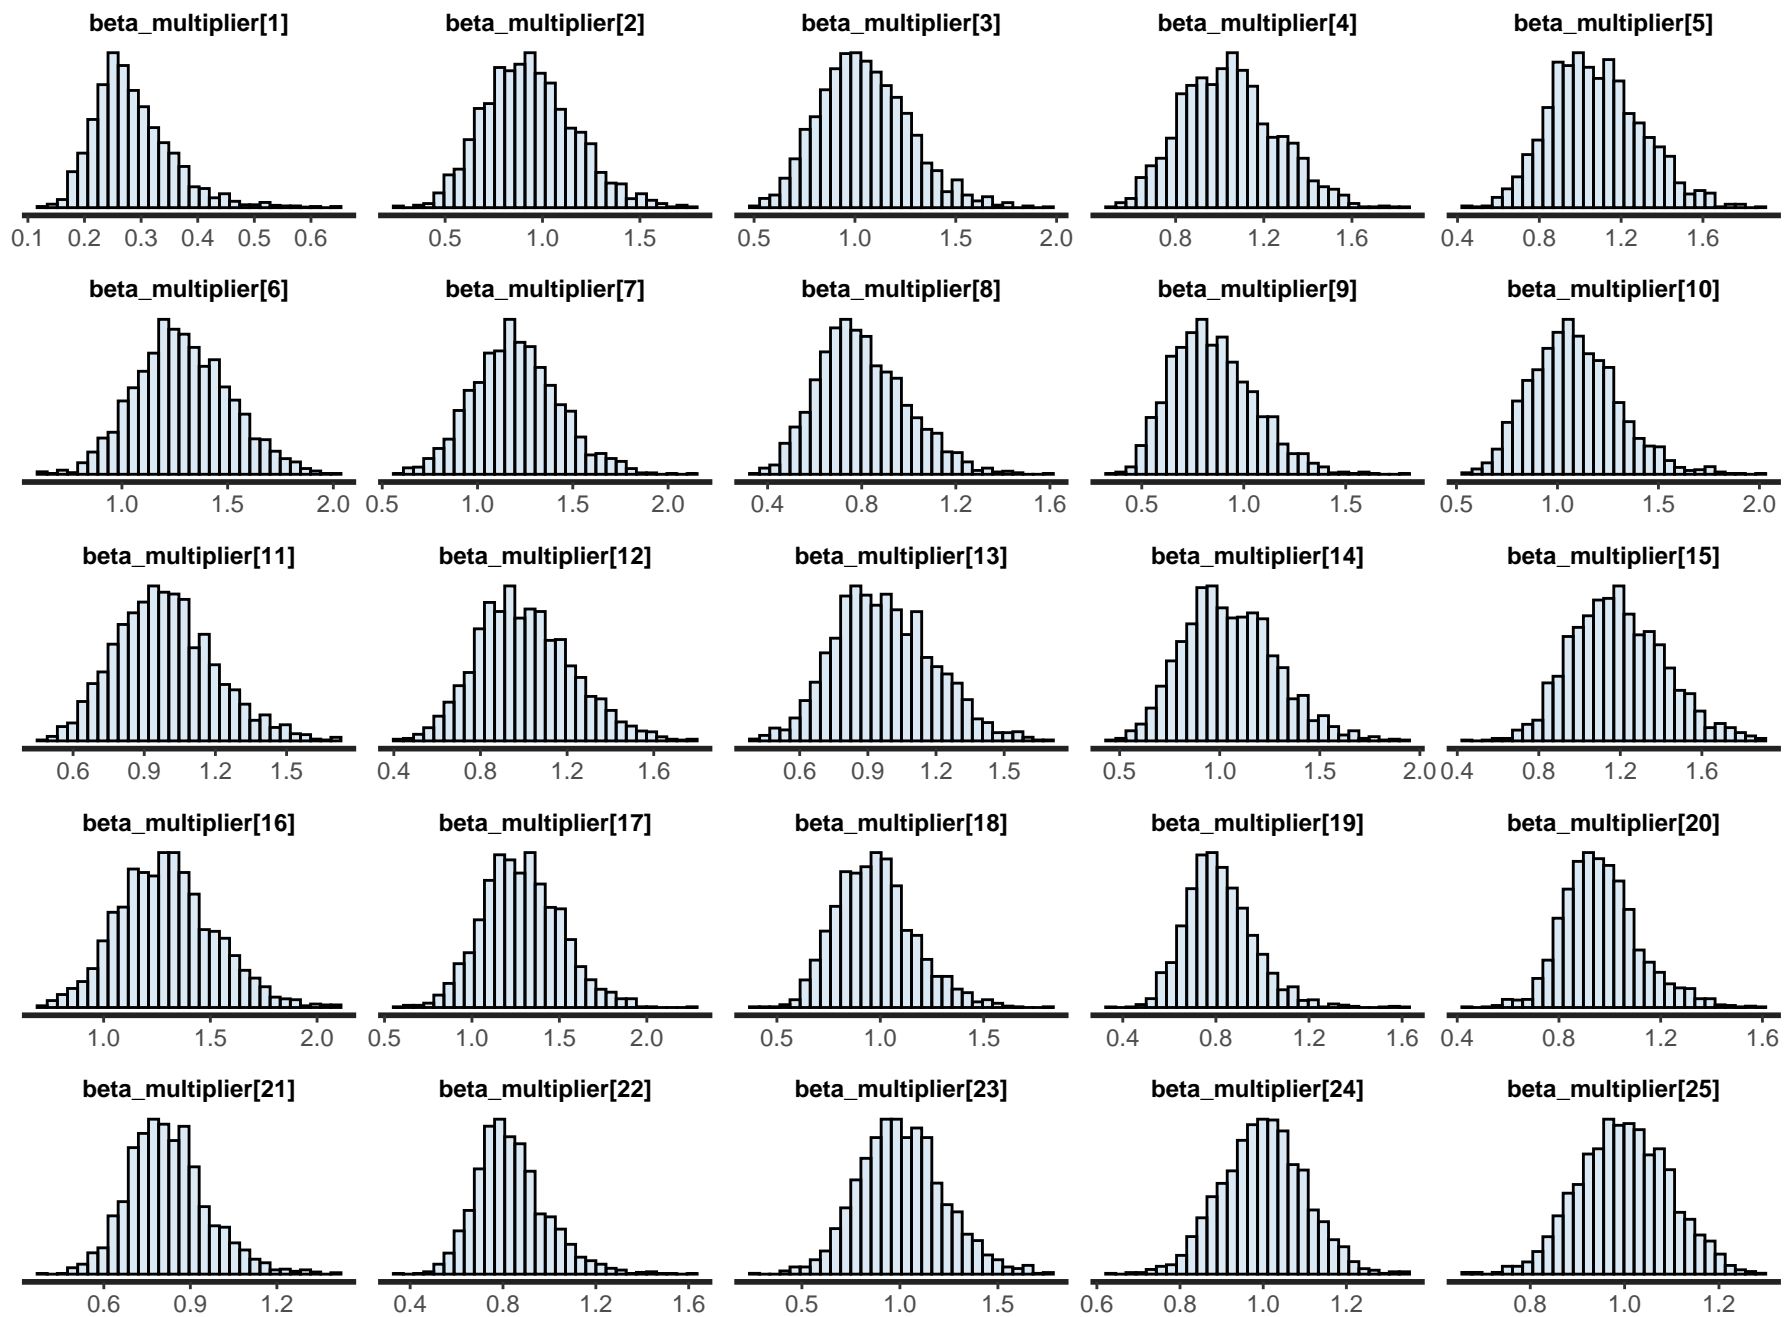 beta_multiplier[1] beta_multiplier[2] beta_multiplier[3] beta_multiplier[4] beta_multiplier[5]
0.1 0.2 0.3 0.4 0.5 0.6 0.5 1.0 1.5 0.5 1.0 1.5 2.0 0.8 1.2 1.6 0.4 0.8 1.2 1.6
beta_multiplier[6] beta_multiplier[7] beta_multiplier[8] beta_multiplier[9] beta_multiplier[10]
1.0 1.5 2.0 0.5 1.0 1.5 2.0 0.4 0.8 1.2 1.6 0.5 1.0 1.5 0.5 1.0 1.5 2.0
beta_multiplier[11] beta_multiplier[12] beta_multiplier[13] beta_multiplier[14] beta_multiplier[15]
0.6 0.9 1.2 1.5 0.4 0.8 1.2 1.6 0.6 0.9 1.2 1.5 0.5 1.0 1.5 2.0 0.4 0.8 1.2 1.6
beta_multiplier[16] beta_multiplier[17] beta_multiplier[18] beta_multiplier[19] beta_multiplier[20]
1.0 1.5 2.0 0.5 1.0 1.5 2.0 0.5 1.0 1.5 0.4 0.8 1.2 1.6 0.4 0.8 1.2 1.6
beta_multiplier[21] beta_multiplier[22] beta_multiplier[23] beta_multiplier[24] beta_multiplier[25]
0.6 0.9 1.2 0.4 0.8 1.2 1.6 0.5 1.0 1.5 0.6 0.8 1.0 1.2 0.8 1.0 1.2